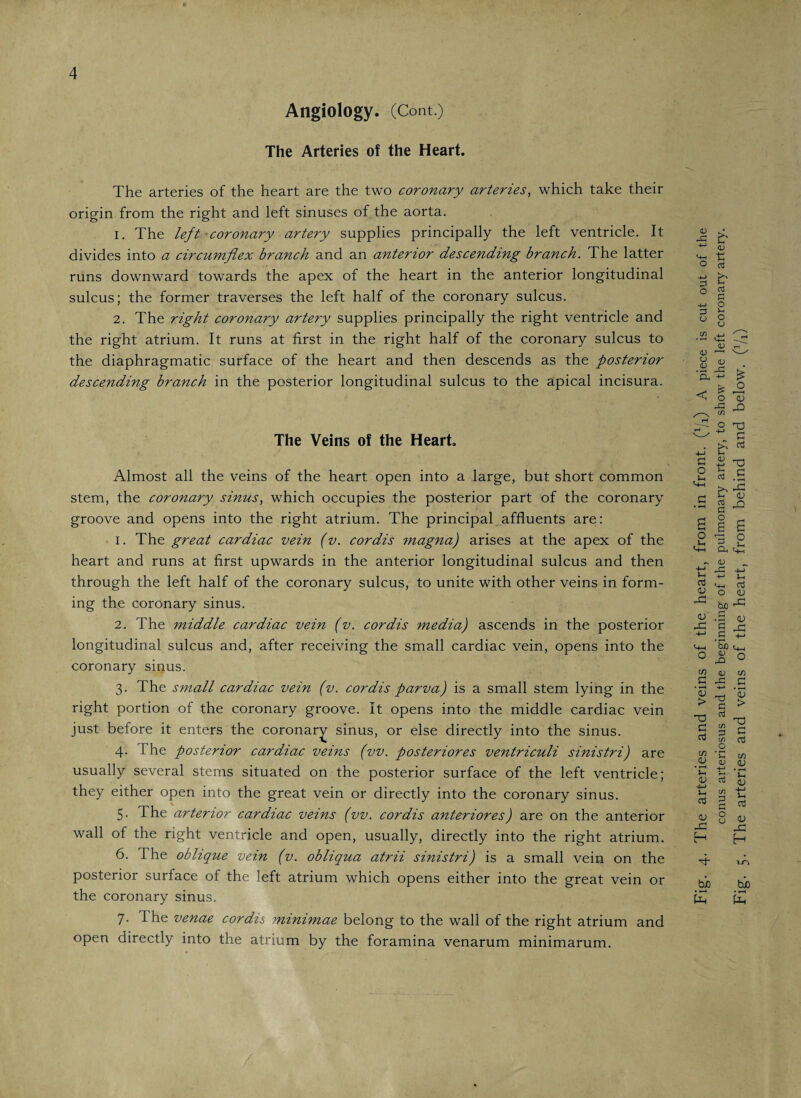 4
Angiology. (Cont.)
The Arteries of the Heart.
The arteries of the heart are the two coronary arteries, which take their
origin from the right and left sinuses of the aorta.
1. The left coronary artery supplies principally the left ventricle. It
divides into a circumflex branch and an anterior descending branch. The latter
runs downward towards the apex of the heart in the anterior longitudinal
sulcus; the former traverses the left half of the coronary sulcus.
2. The right coronary artery supplies principally the right ventricle and
the right atrium. It runs at first in the right half of the coronary sulcus to
the diaphragmatic surface of the heart and then descends as the posterior
descending branch in the posterior longitudinal sulcus to the apical incisura.
The Veins of the Heart.
Almost all the veins of the heart open into a large, but short common
stem, the coronary sinus, which occupies the posterior part of the coronary
groove and opens into the right atrium. The principal affluents are:
1. The great cardiac vein (v. cordis magna) arises at the apex of the
heart and runs at first upwards in the anterior longitudinal sulcus and then
through the left half of the coronary sulcus, to unite with other veins in form-
ing the coronary sinus.
2. The middle cardiac vein (v. cordis media) ascends in the posterior
longitudinal sulcus and, after receiving the small cardiac vein, opens into the
coronary sinus.
3. The small cardiac vein (v. cordis parva) is a small stem lying in the
right portion of the coronary groove. It opens into the middle cardiac vein
just before it enters the coronary sinus, or else directly into the sinus.
4. The posterior cardiac veins (vv. posteriores ventriculi sinistri) are
usually several stems situated on the posterior surface of the left ventricle;
they either open into the great vein or directly into the coronary sinus.
5. The arterior cardiac veins (vv. cordis anteriores) are on the anterior
wall of the right ventricle and open, usually, directly into the right atrium.
6. The oblique vein (v. obliqua atrii sinistri) is a small vein on the
posterior surface of the left atrium which opens either into the great vein or
the coronary sinus.
7. The venae cordis minimae belong to the wall of the right atrium and
open directly into the atrium by the foramina venarum minimarum.
Fig. 4. The arteries and veins of the heart, from in front. (¹/₁) A piece is cut out of the
conus arteriosus and the beginning of the pulmonary artery, to show the left coronary artery.
Fig. 5. The arteries and veins of the heart, from behind and below. (¹/₁)